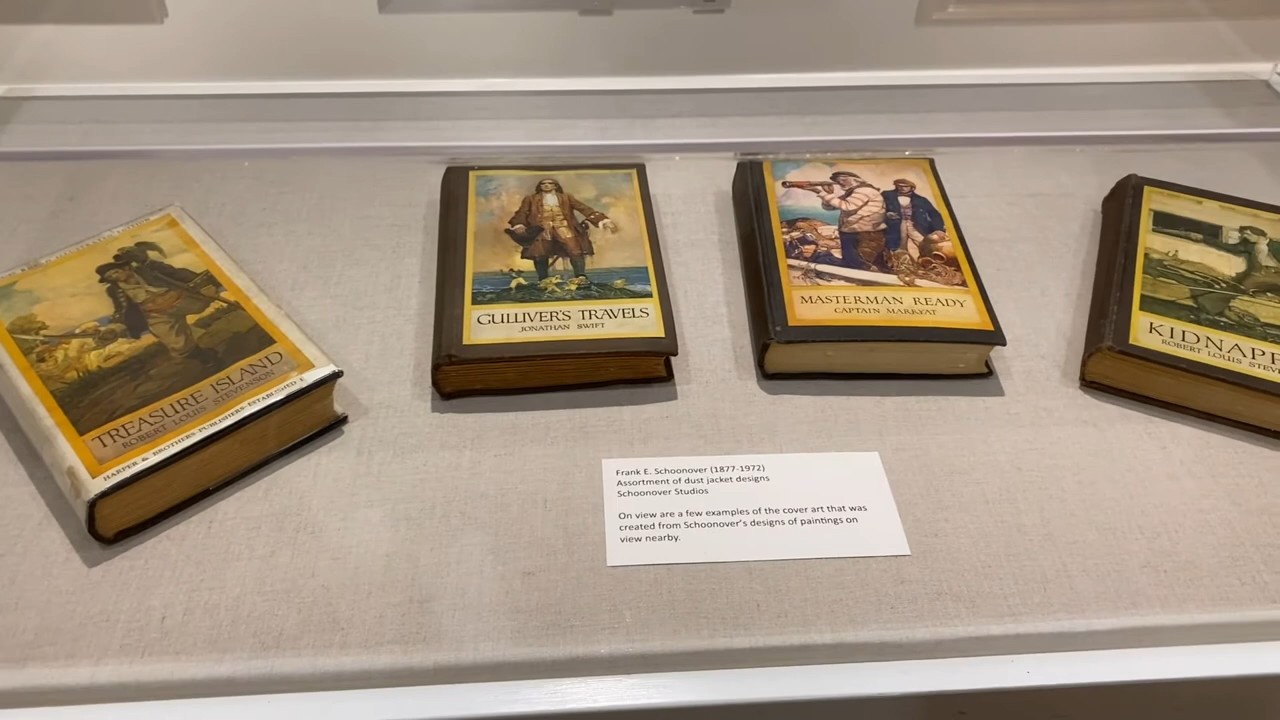 TREASURE ISLAND
ROBERT LOUIS STEVENSON
HARPER & BROTHERS PUBLISHERS ESTABLISHED
GULLIVER'S TRAVELS
JONATHAN SWIFT
MASTERMAN READY
CAPTAIN MARRYAT
KIDNAPP
ROBERT LOUIS STEV
Frank E. Schoonover (1877-1972)
Assortment of dust jacket designs
Schoonover Studios
On view are a few examples of the cover art that was
created from Schoonover's designs of paintings on
view nearby.